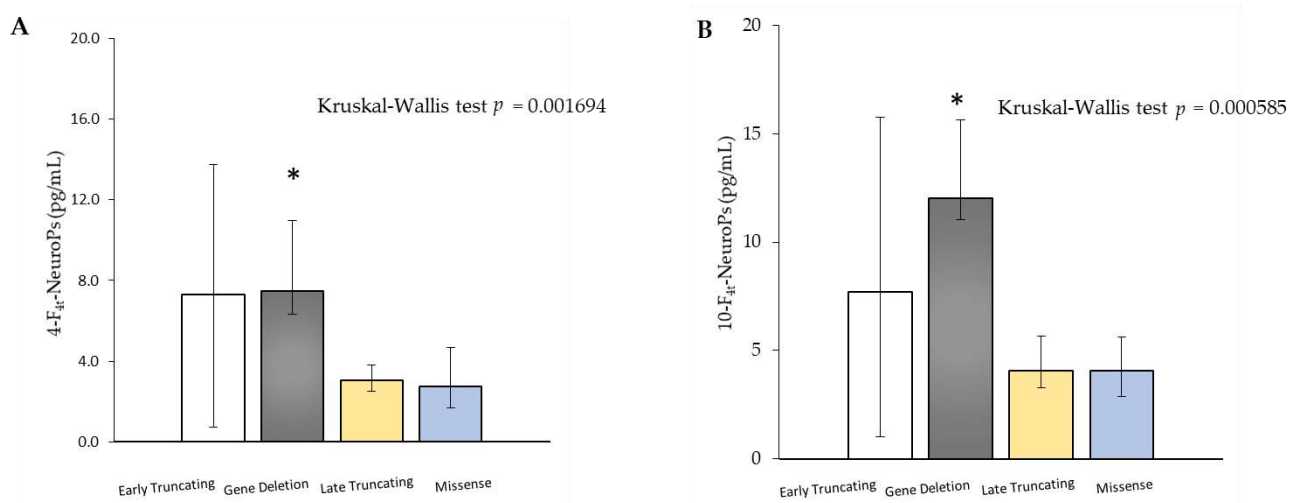 A
4-F4t-NeuroPs (pg/mL)
20.0
16.0
12.0
8.0
4.0
0.0
Kruskal-Wallis test p = 0.001694
*
Early Truncating
Gene Deletion
Late Truncating
Missense
B
10-F4t-NeuroPs (pg/mL)
20
15
10
5
0
*
Kruskal-Wallis test p = 0.000585
Early Truncating
Gene Deletion
Late Truncating
Missense